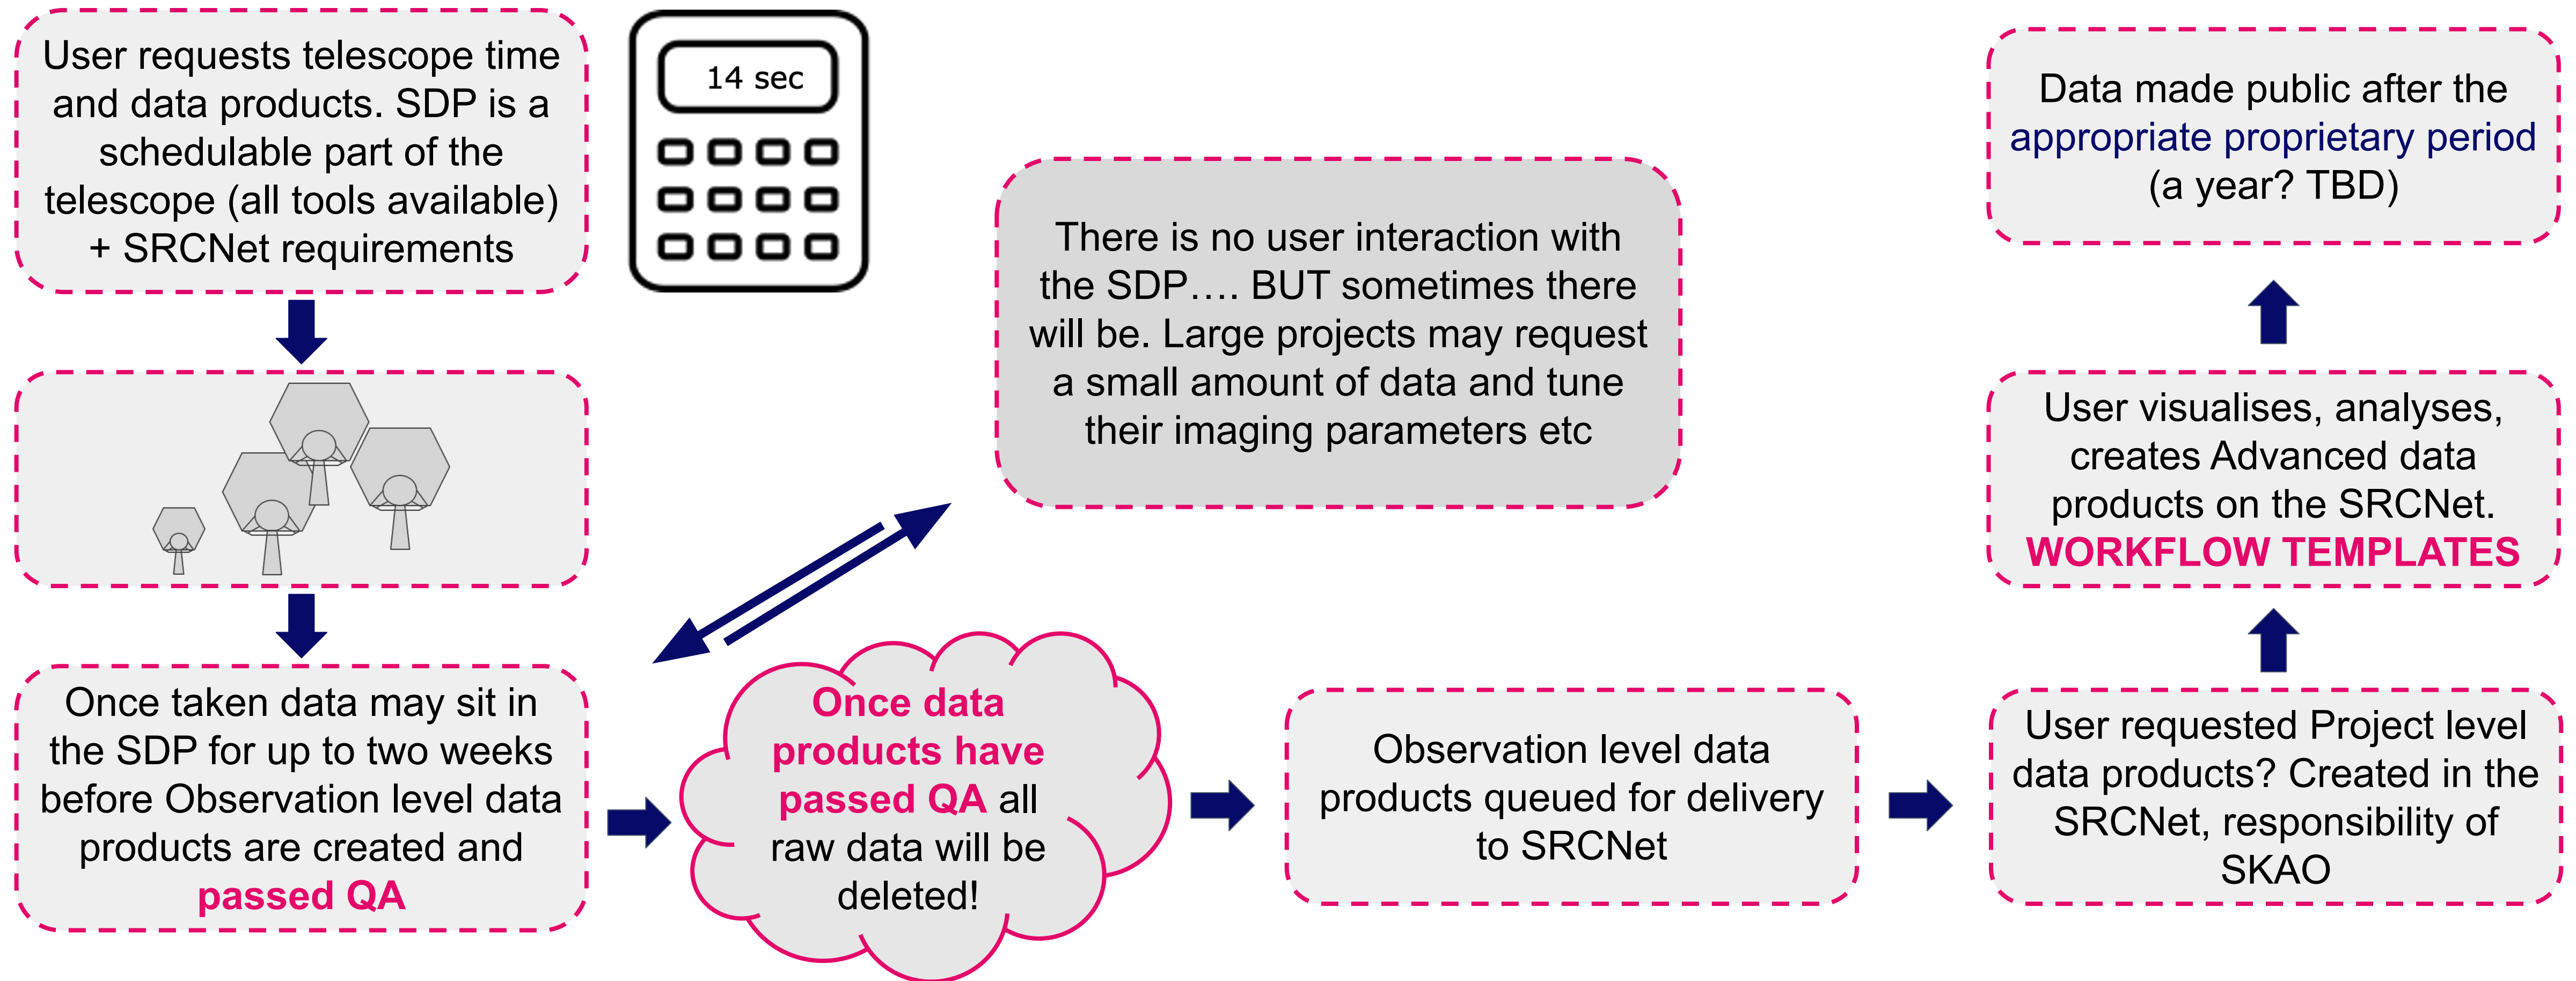 User requests telescope time
and data products. SDP is a
schedulable part of the
telescope (all tools available)
+ SRCNet requirements
14 sec
Once taken data may sit in
the SDP for up to two weeks
before Observation level data
products are created and
passed QA
There is no user interaction with
the SDP…. BUT sometimes there
will be. Large projects may request
a small amount of data and tune
their imaging parameters etc
Once data
products have
passed QA all
raw data will be
deleted!
Observation level data
products queued for delivery
to SRCNet
User requested Project level
data products? Created in the
SRCNet, responsibility of
SKAO
User visualises, analyses,
creates Advanced data
products on the SRCNet.
WORKFLOW TEMPLATES
Data made public after the
appropriate proprietary period
(a year? TBD)